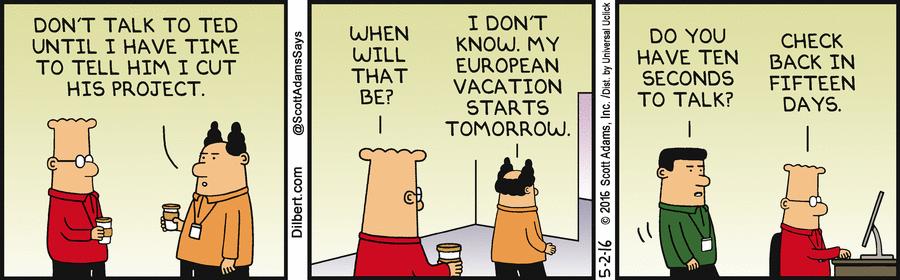 DON'T TALK TO TED
UNTIL I HAVE TIME
TO TELL HIM I CUT
HIS PROJECT.
Dilbert.com @ScottAdamsSays
WHEN
WILL
THAT
BE?
I DON'T
KNOW. MY
EUROPEAN
VACATION
STARTS
TOMORROW.
5-2-16 © 2016 Scott Adams, Inc. /Dist. by Universal Uclick
DO YOU
HAVE TEN
SECONDS
TO TALK?
CHECK
BACK IN
FIFTEEN
DAYS.